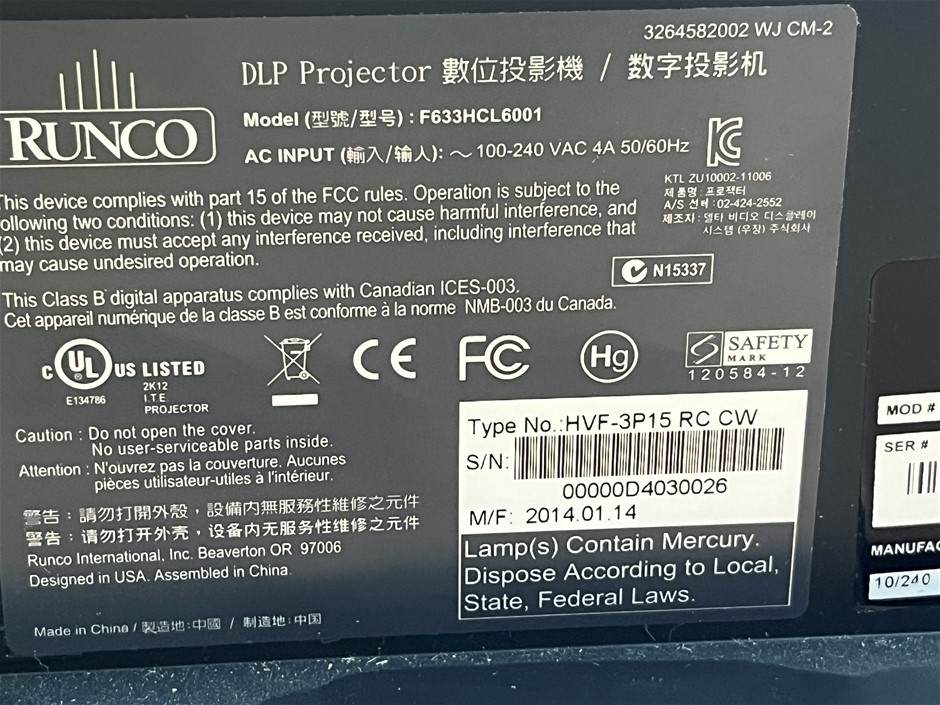 3264582002 WJ CM-2
RUNCO
DLP Projector 數位投影機 / 数字投影机
Model (型號/型号) : F633HCL6001
AC INPUT (輸入/输入): ～ 100-240 VAC 4A 50/60Hz
KTL ZU10002-11006
제품명 : 프로젝터
A/S 선터 : 02-424-2552
제조자 : 델타 비디오 디스플레이
시스템 (우장) 주식회사
This device complies with part 15 of the FCC rules. Operation is subject to the
following two conditions: (1) this device may not cause harmful interference, and
(2) this device must accept any interference received, including interference that
may cause undesired operation.
N15337
This Class B digital apparatus complies with Canadian ICES-003.
Cet appareil numérique de la classe B est conforme à la norme NMB-003 du Canada.
c UL US LISTED
E134786
2K12
I.T.E.
PROJECTOR
CE
FC
Hg
SAFETY
MARK
120584-12
Caution : Do not open the cover.
No user-serviceable parts inside.
Attention : N'ouvrez pas la couverture. Aucunes
pièces utilisateur-utiles à l'intérieur.
警告 : 請勿打開外殼，設備内無服務性維修之元件
警告 : 请勿打开外壳，设备内无服务性维修之元件
Runco International, Inc. Beaverton OR 97006
Designed in USA. Assembled in China.
Made in China / 製造地:中國 / 制造地:中国
Type No.:HVF-3P15 RC CW
S/N:
00000D4030026
M/F: 2014.01.14
Lamp(s) Contain Mercury.
Dispose According to Local,
State, Federal Laws.
MOD #
SER #
MANUFAC
10/240